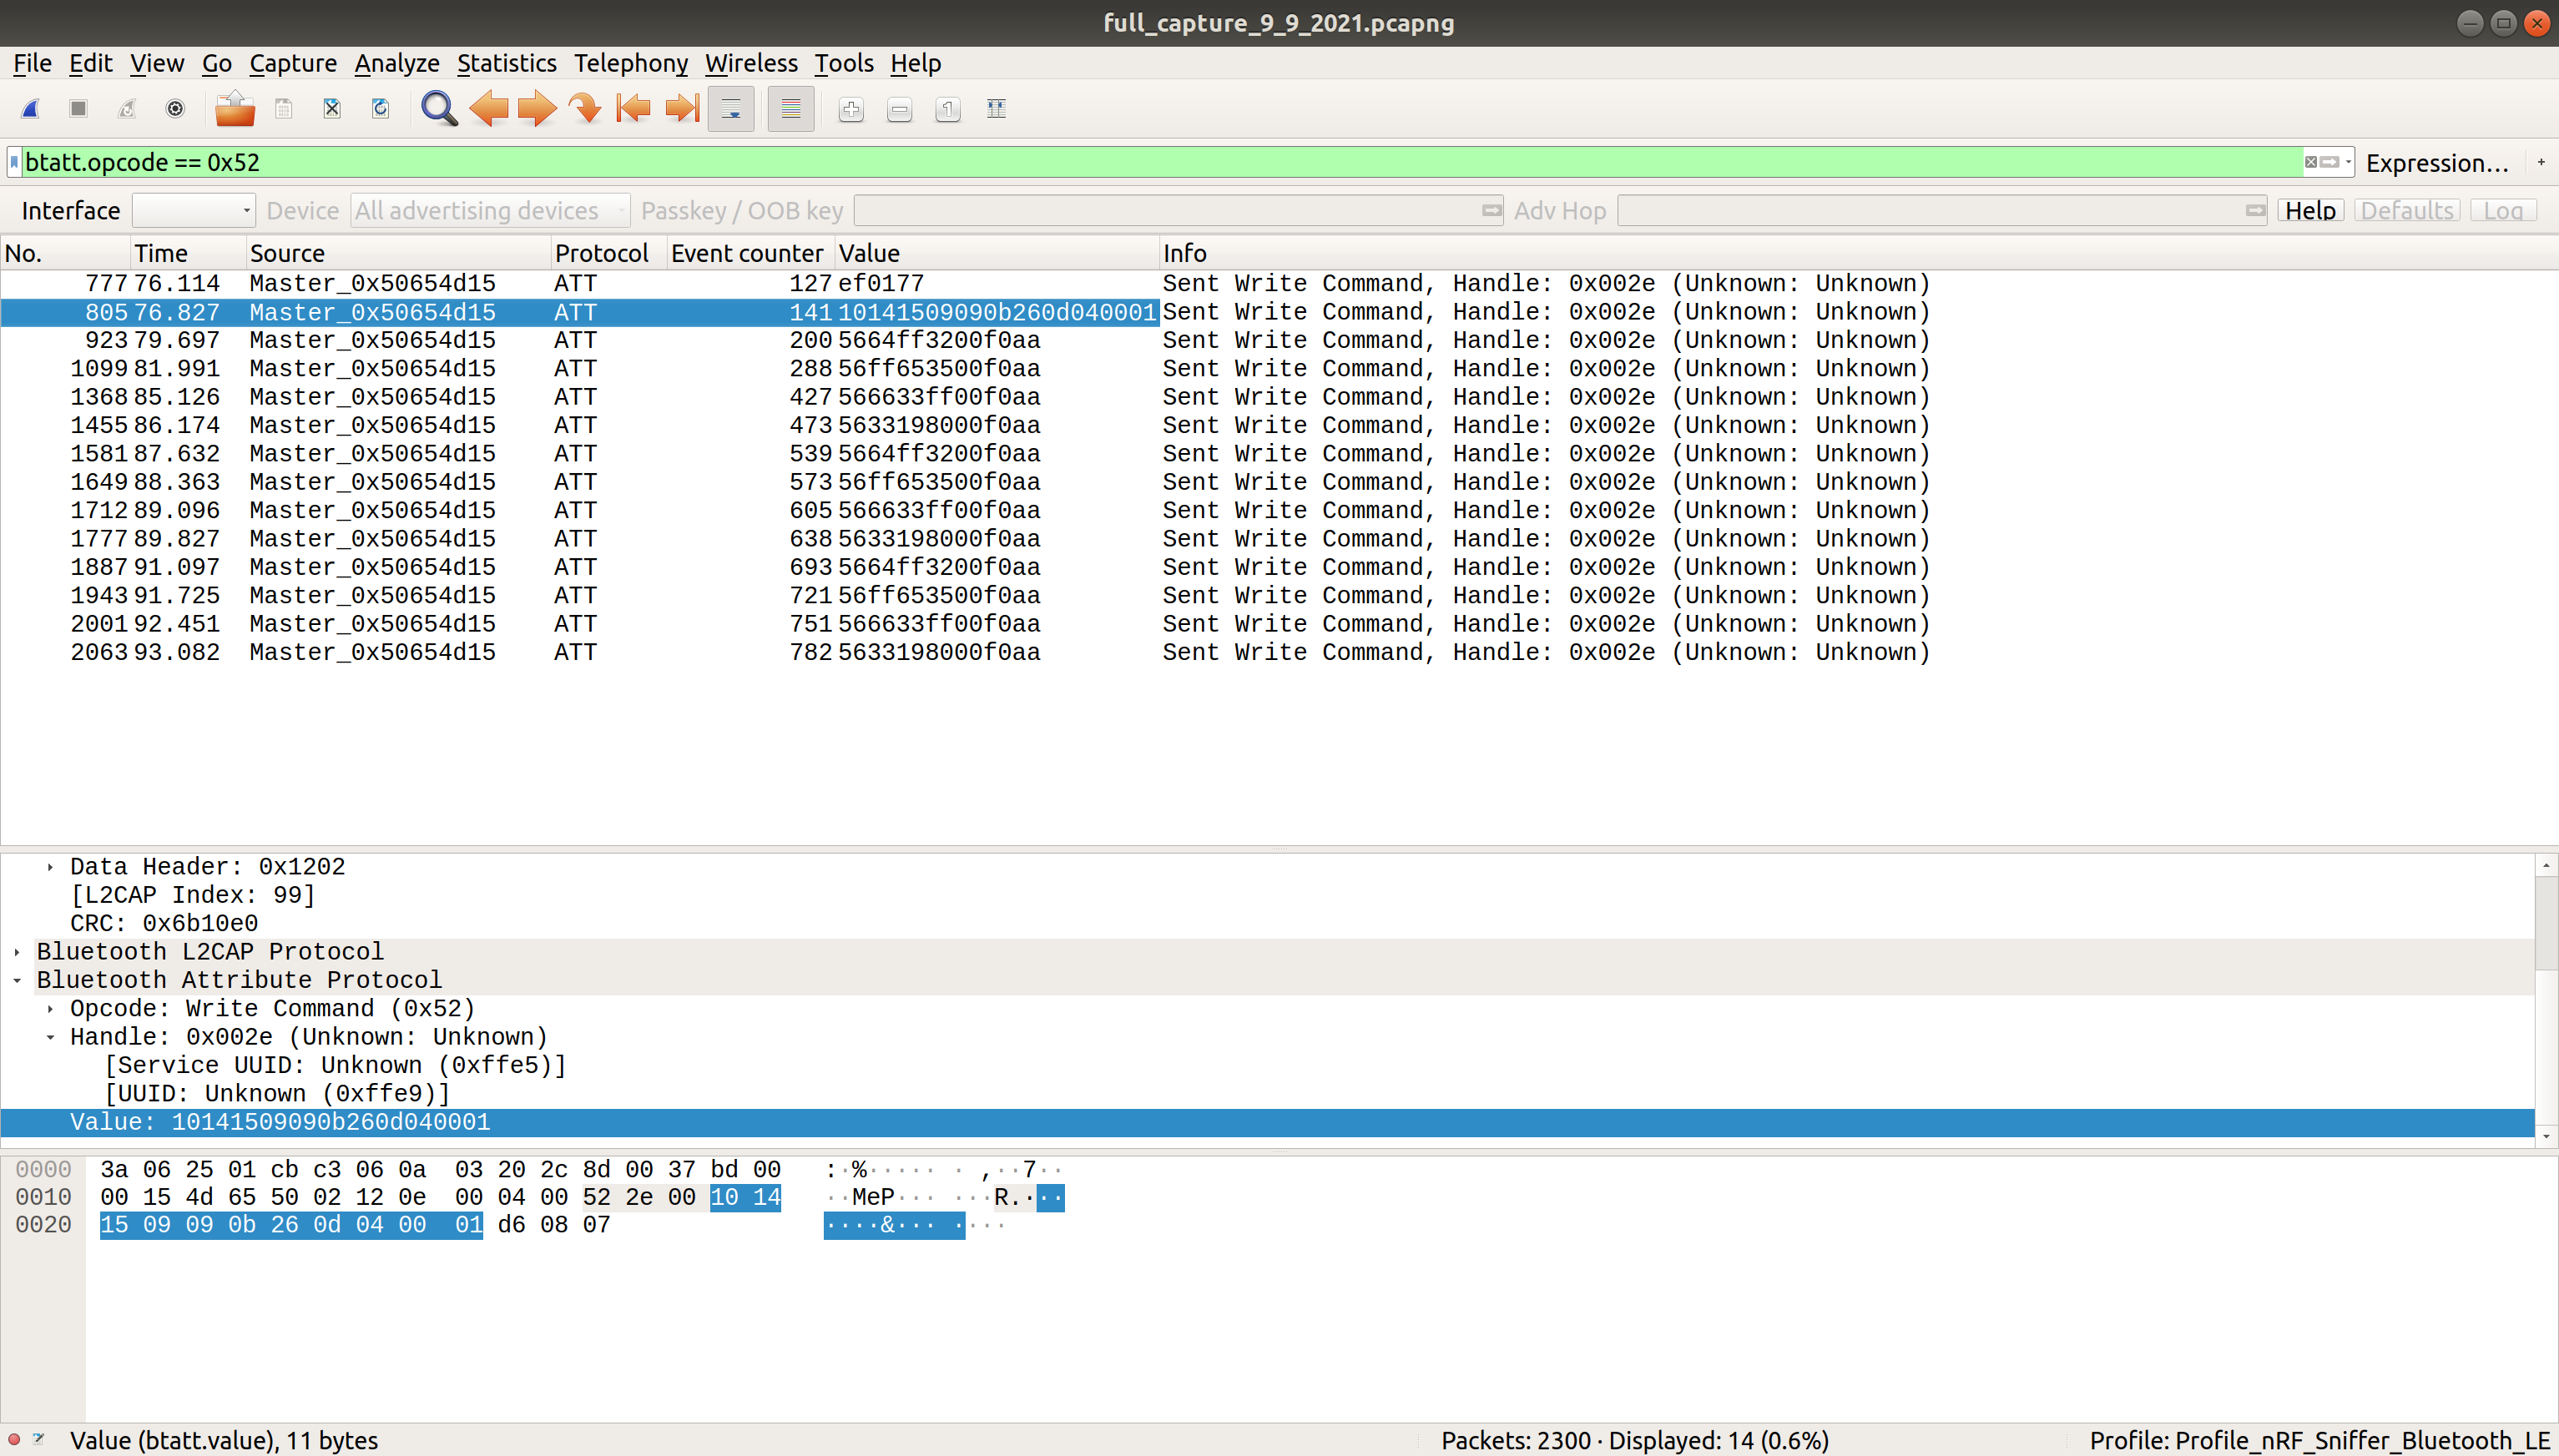 full_capture_9_9_2021.pcapng
File Edit View Go Capture Analyze Statistics Telephony Wireless Tools Help
btatt.opcode == 0x52 Expression… +
Interface Device All advertising devices Passkey / OOB key Adv Hop Help Defaults Log
No. Time Source Protocol Event counter Value Info
777 76.114 Master_0x50654d15 ATT 127 ef0177 Sent Write Command, Handle: 0x002e (Unknown: Unknown)
805 76.827 Master_0x50654d15 ATT 141 10141509090b260d040001 Sent Write Command, Handle: 0x002e (Unknown: Unknown)
923 79.697 Master_0x50654d15 ATT 200 5664ff3200f0aa Sent Write Command, Handle: 0x002e (Unknown: Unknown)
1099 81.991 Master_0x50654d15 ATT 288 56ff653500f0aa Sent Write Command, Handle: 0x002e (Unknown: Unknown)
1368 85.126 Master_0x50654d15 ATT 427 566633ff00f0aa Sent Write Command, Handle: 0x002e (Unknown: Unknown)
1455 86.174 Master_0x50654d15 ATT 473 5633198000f0aa Sent Write Command, Handle: 0x002e (Unknown: Unknown)
1581 87.632 Master_0x50654d15 ATT 539 5664ff3200f0aa Sent Write Command, Handle: 0x002e (Unknown: Unknown)
1649 88.363 Master_0x50654d15 ATT 573 56ff653500f0aa Sent Write Command, Handle: 0x002e (Unknown: Unknown)
1712 89.096 Master_0x50654d15 ATT 605 566633ff00f0aa Sent Write Command, Handle: 0x002e (Unknown: Unknown)
1777 89.827 Master_0x50654d15 ATT 638 5633198000f0aa Sent Write Command, Handle: 0x002e (Unknown: Unknown)
1887 91.097 Master_0x50654d15 ATT 693 5664ff3200f0aa Sent Write Command, Handle: 0x002e (Unknown: Unknown)
1943 91.725 Master_0x50654d15 ATT 721 56ff653500f0aa Sent Write Command, Handle: 0x002e (Unknown: Unknown)
2001 92.451 Master_0x50654d15 ATT 751 566633ff00f0aa Sent Write Command, Handle: 0x002e (Unknown: Unknown)
2063 93.082 Master_0x50654d15 ATT 782 5633198000f0aa Sent Write Command, Handle: 0x002e (Unknown: Unknown)
Data Header: 0x1202
[L2CAP Index: 99]
CRC: 0x6b10e0
Bluetooth L2CAP Protocol
Bluetooth Attribute Protocol
Opcode: Write Command (0x52)
Handle: 0x002e (Unknown: Unknown)
[Service UUID: Unknown (0xffe5)]
[UUID: Unknown (0xffe9)]
Value: 10141509090b260d040001
0000 3a 06 25 01 cb c3 06 0a 03 20 2c 8d 00 37 bd 00 :·%····· · ,··7··
0010 00 15 4d 65 50 02 12 0e 00 04 00 52 2e 00 10 14 ··MeP··· ···R.···
0020 15 09 09 0b 26 0d 04 00 01 d6 08 07 ····&··· ····
Value (btatt.value), 11 bytes Packets: 2300 · Displayed: 14 (0.6%) Profile: Profile_nRF_Sniffer_Bluetooth_LE